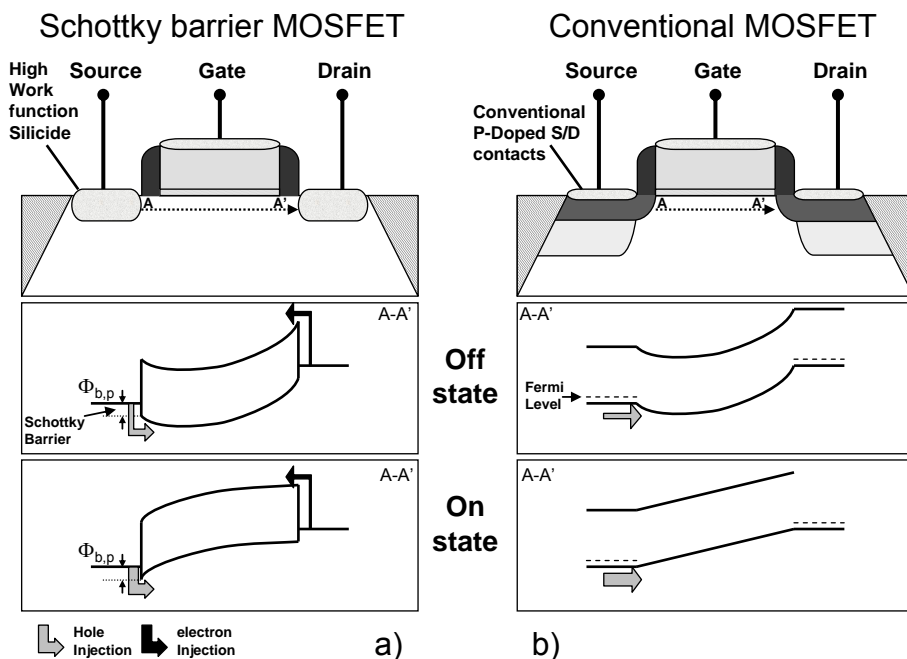 Schottky barrier MOSFET
Conventional MOSFET
High
Work
function
Silicide
Source
Gate
Drain
A
A'
Conventional
P-Doped S/D
contacts
Source
Gate
Drain
A
A'
A-A'
Φb,p
Schottky
Barrier
Off
state
A-A'
Fermi
Level
A-A'
Φb,p
On
state
A-A'
Hole
Injection
electron
Injection
a)
b)